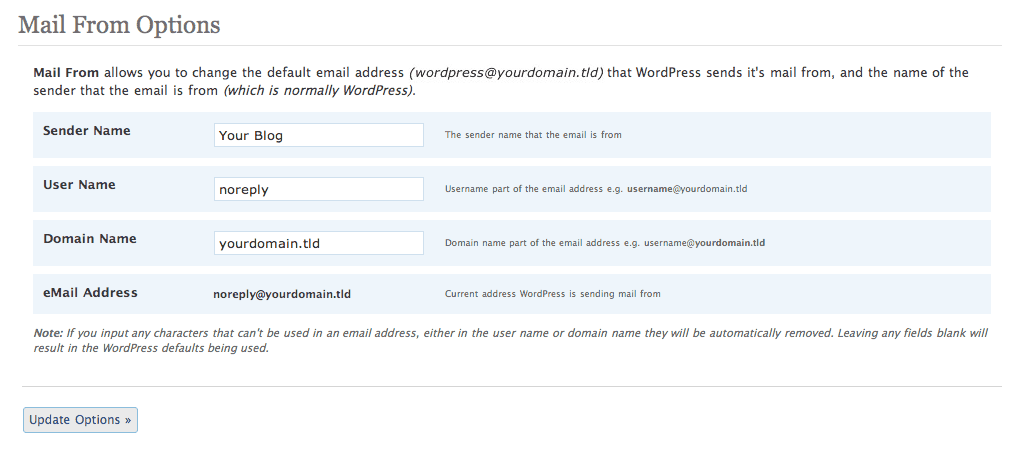 Mail From Options
Mail From allows you to change the default email address (wordpress@yourdomain.tld) that WordPress sends it's mail from, and the name of the
sender that the email is from (which is normally WordPress).
Sender Name Your Blog The sender name that the email is from
User Name noreply Username part of the email address e.g. username@yourdomain.tld
Domain Name yourdomain.tld Domain name part of the email address e.g. username@yourdomain.tld
eMail Address noreply@yourdomain.tld Current address WordPress is sending mail from
Note: If you input any characters that can't be used in an email address, either in the user name or domain name they will be automatically removed. Leaving any fields blank will
result in the WordPress defaults being used.
Update Options »